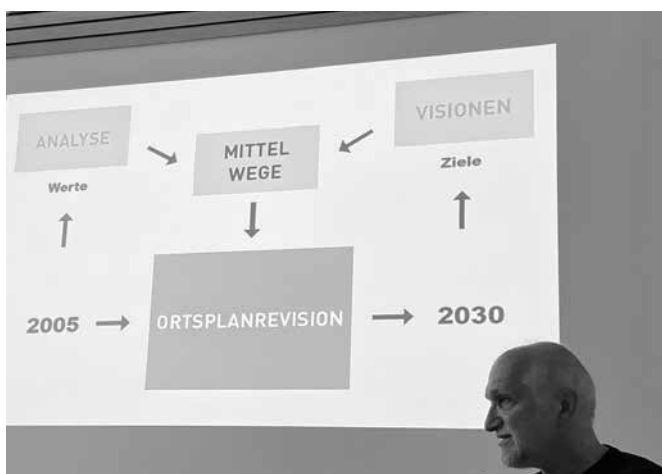 ANALYSE
Werte
MITTEL
WEGE
VISIONEN
Ziele
2005
ORTSPLANREVISION
2030